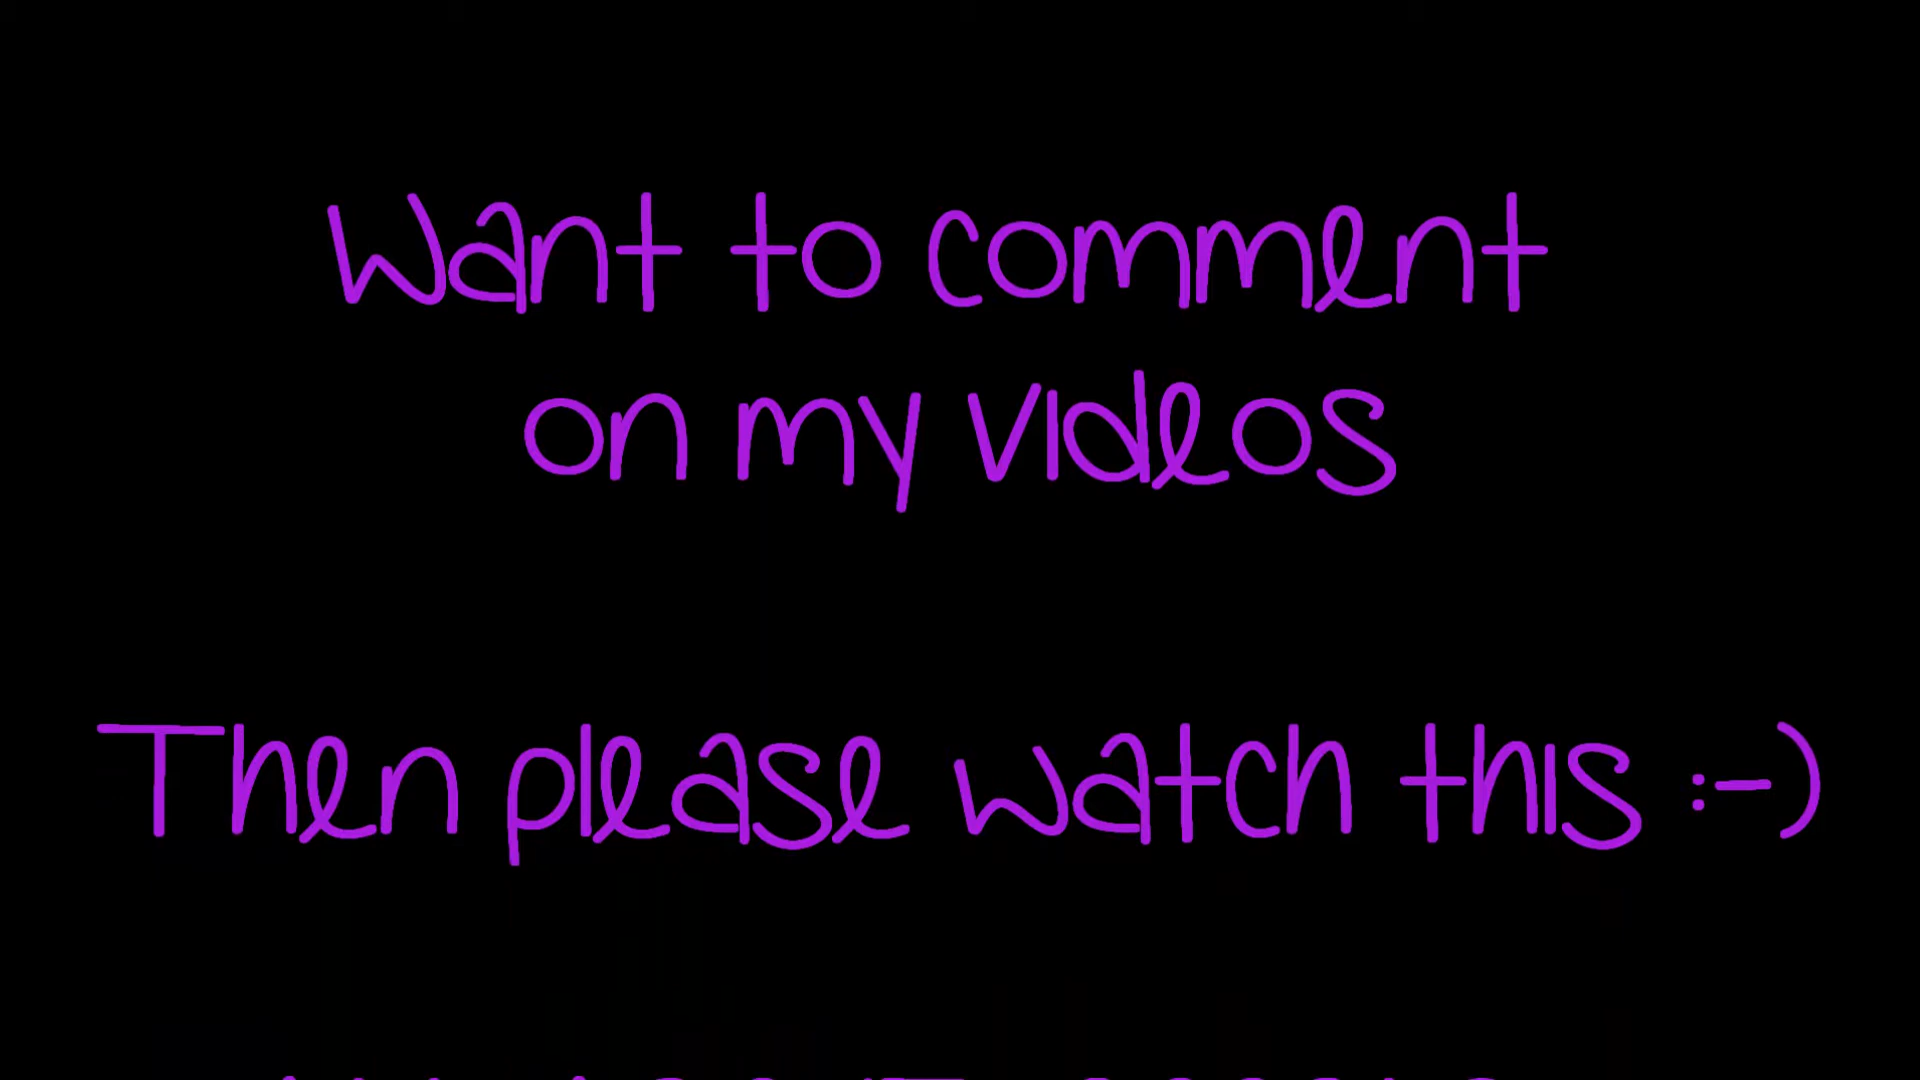 Want to comment
on my videos
Then please watch this :-)